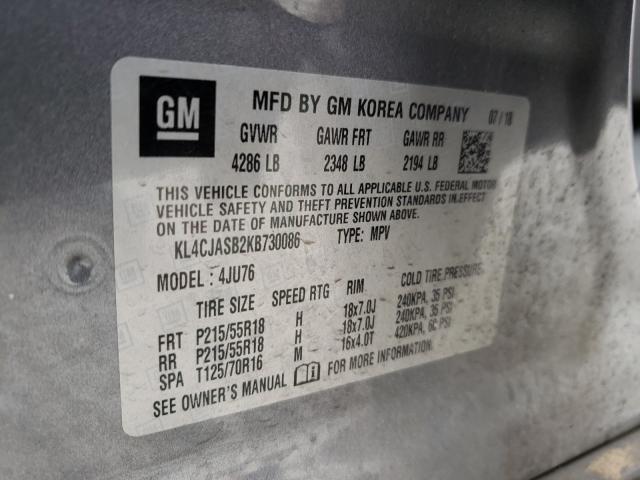 GM
MFD BY GM KOREA COMPANY 07/18
GVWR GAWR FRT GAWR RR
4286 LB 2348 LB 2194 LB
THIS VEHICLE CONFORMS TO ALL APPLICABLE U.S. FEDERAL MOTOR
VEHICLE SAFETY AND THEFT PREVENTION STANDARDS IN EFFECT
ON THE DATE OF MANUFACTURE SHOWN ABOVE.
KL4CJASB2KB730086 TYPE: MPV
MODEL : 4JU76
TIRE SIZE SPEED RTG RIM COLD TIRE PRESSURE
FRT P215/55R18 H 18x7.0J 240KPA, 35 PSI
RR P215/55R18 H 18x7.0J 240KPA, 35 PSI
SPA T125/70R16 M 16x4.0T 420KPA, 60 PSI
SEE OWNER'S MANUAL FOR MORE INFORMATION.